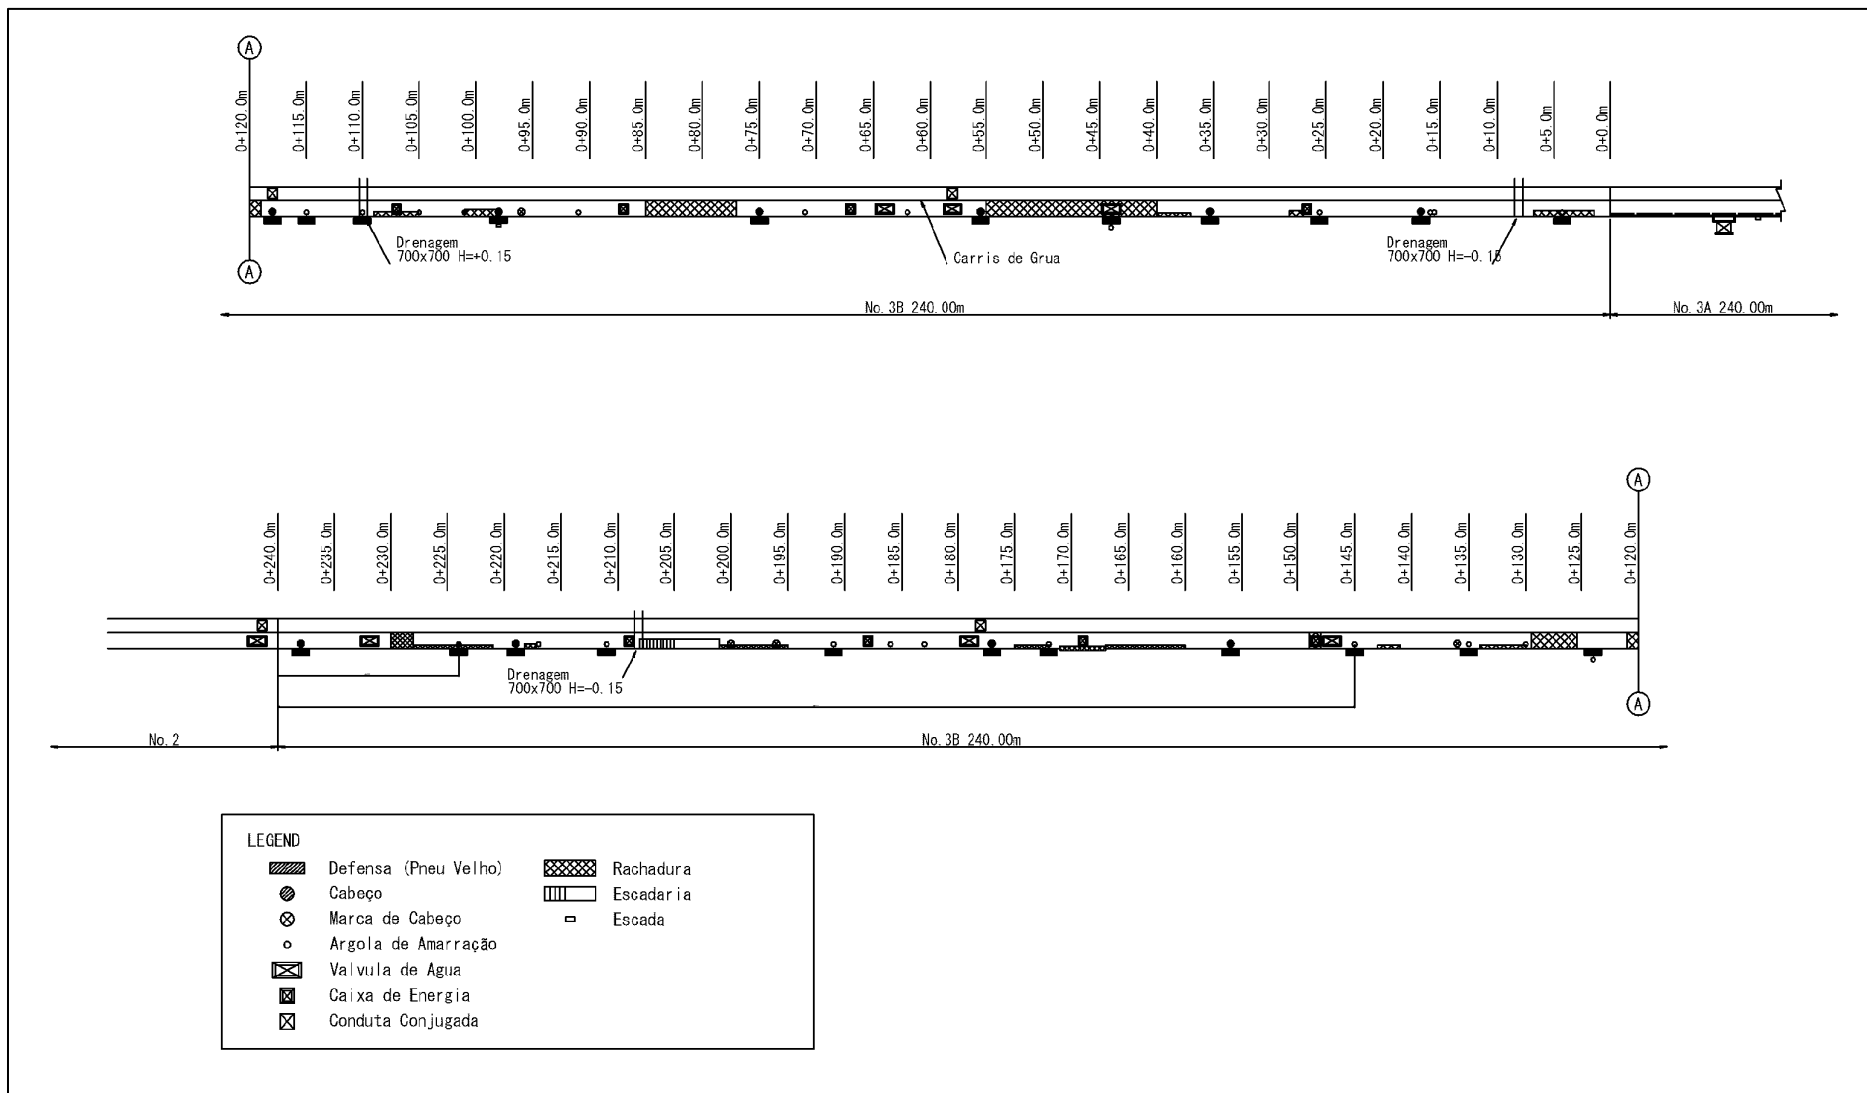 A
0+120.0m
0+115.0m
0+110.0m
0+105.0m
0+100.0m
0+95.0m
0+90.0m
0+85.0m
0+80.0m
0+75.0m
0+70.0m
0+65.0m
0+60.0m
0+55.0m
0+50.0m
0+45.0m
0+40.0m
0+35.0m
0+30.0m
0+25.0m
0+20.0m
0+15.0m
0+10.0m
0+5.0m
0+0.0m
Drenagem
700x700 H=+0.15
Carris de Grua
Drenagem
700x700 H=-0.15
A
No.3B 240.00m
No.3A 240.00m
A
0+240.0m
0+235.0m
0+230.0m
0+225.0m
0+220.0m
0+215.0m
0+210.0m
0+205.0m
0+200.0m
0+195.0m
0+190.0m
0+185.0m
0+180.0m
0+175.0m
0+170.0m
0+165.0m
0+160.0m
0+155.0m
0+150.0m
0+145.0m
0+140.0m
0+135.0m
0+130.0m
0+125.0m
0+120.0m
Drenagem
700x700 H=-0.15
A
No.2
No.3B 240.00m
LEGEND
Defensa (Pneu Velho)
Cabeço
Marca de Cabeço
Argola de Amarração
Valvula de Agua
Caixa de Energia
Conduta Conjugada
Rachadura
Escadaria
Escada